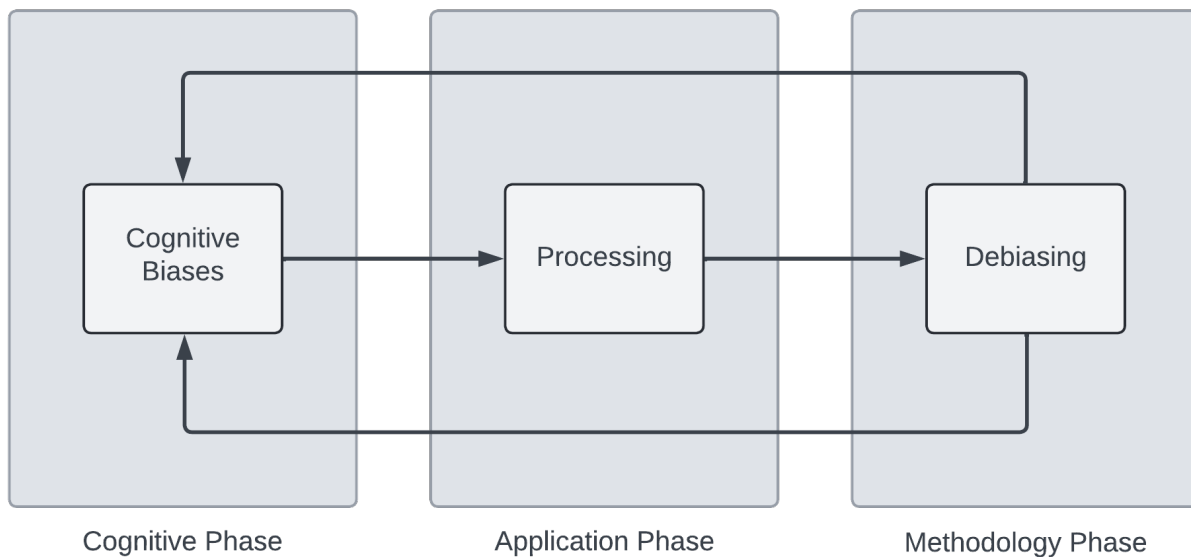 Cognitive
Biases
Processing
Debiasing
Cognitive Phase
Application Phase
Methodology Phase